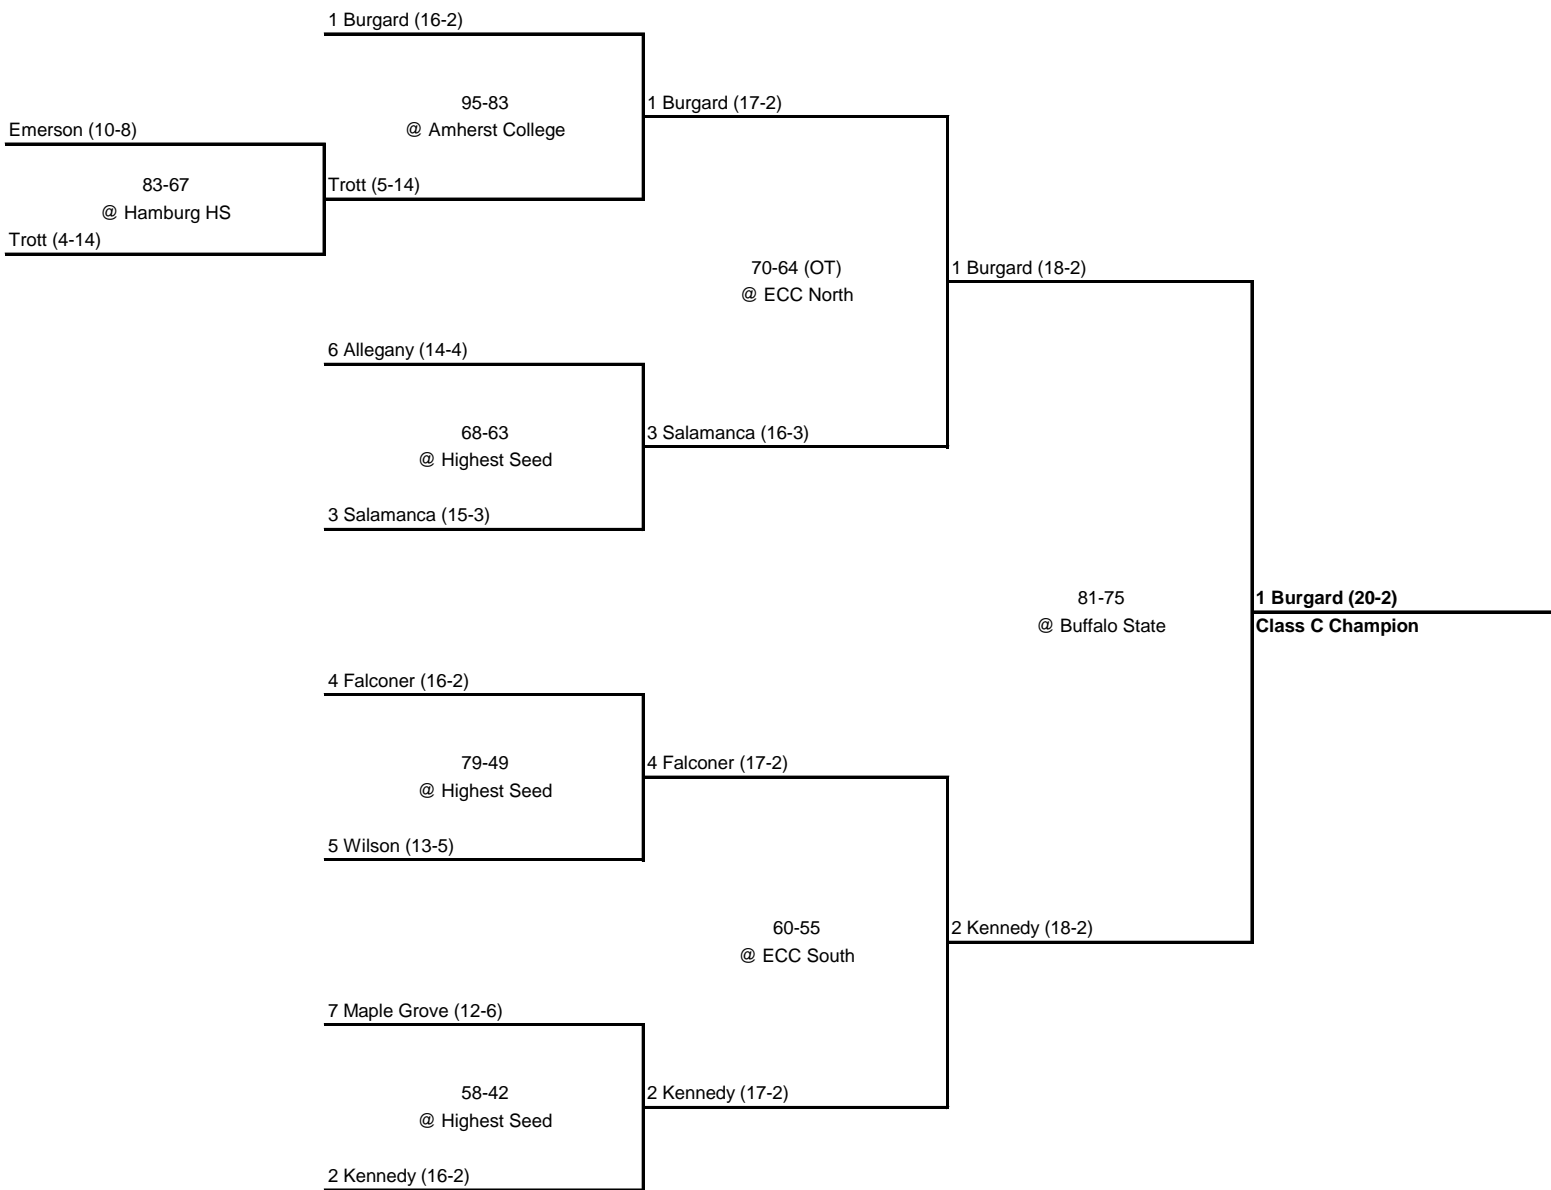 1 Burgard (16-2)
95-83
@ Amherst College
1 Burgard (17-2)
Emerson (10-8)
83-67
@ Hamburg HS
Trott (5-14)
Trott (4-14)
70-64 (OT)
@ ECC North
1 Burgard (18-2)
6 Allegany (14-4)
68-63
@ Highest Seed
3 Salamanca (16-3)
3 Salamanca (15-3)
81-75
@ Buffalo State
1 Burgard (20-2)
Class C Champion
4 Falconer (16-2)
79-49
@ Highest Seed
4 Falconer (17-2)
5 Wilson (13-5)
60-55
@ ECC South
2 Kennedy (18-2)
7 Maple Grove (12-6)
58-42
@ Highest Seed
2 Kennedy (17-2)
2 Kennedy (16-2)